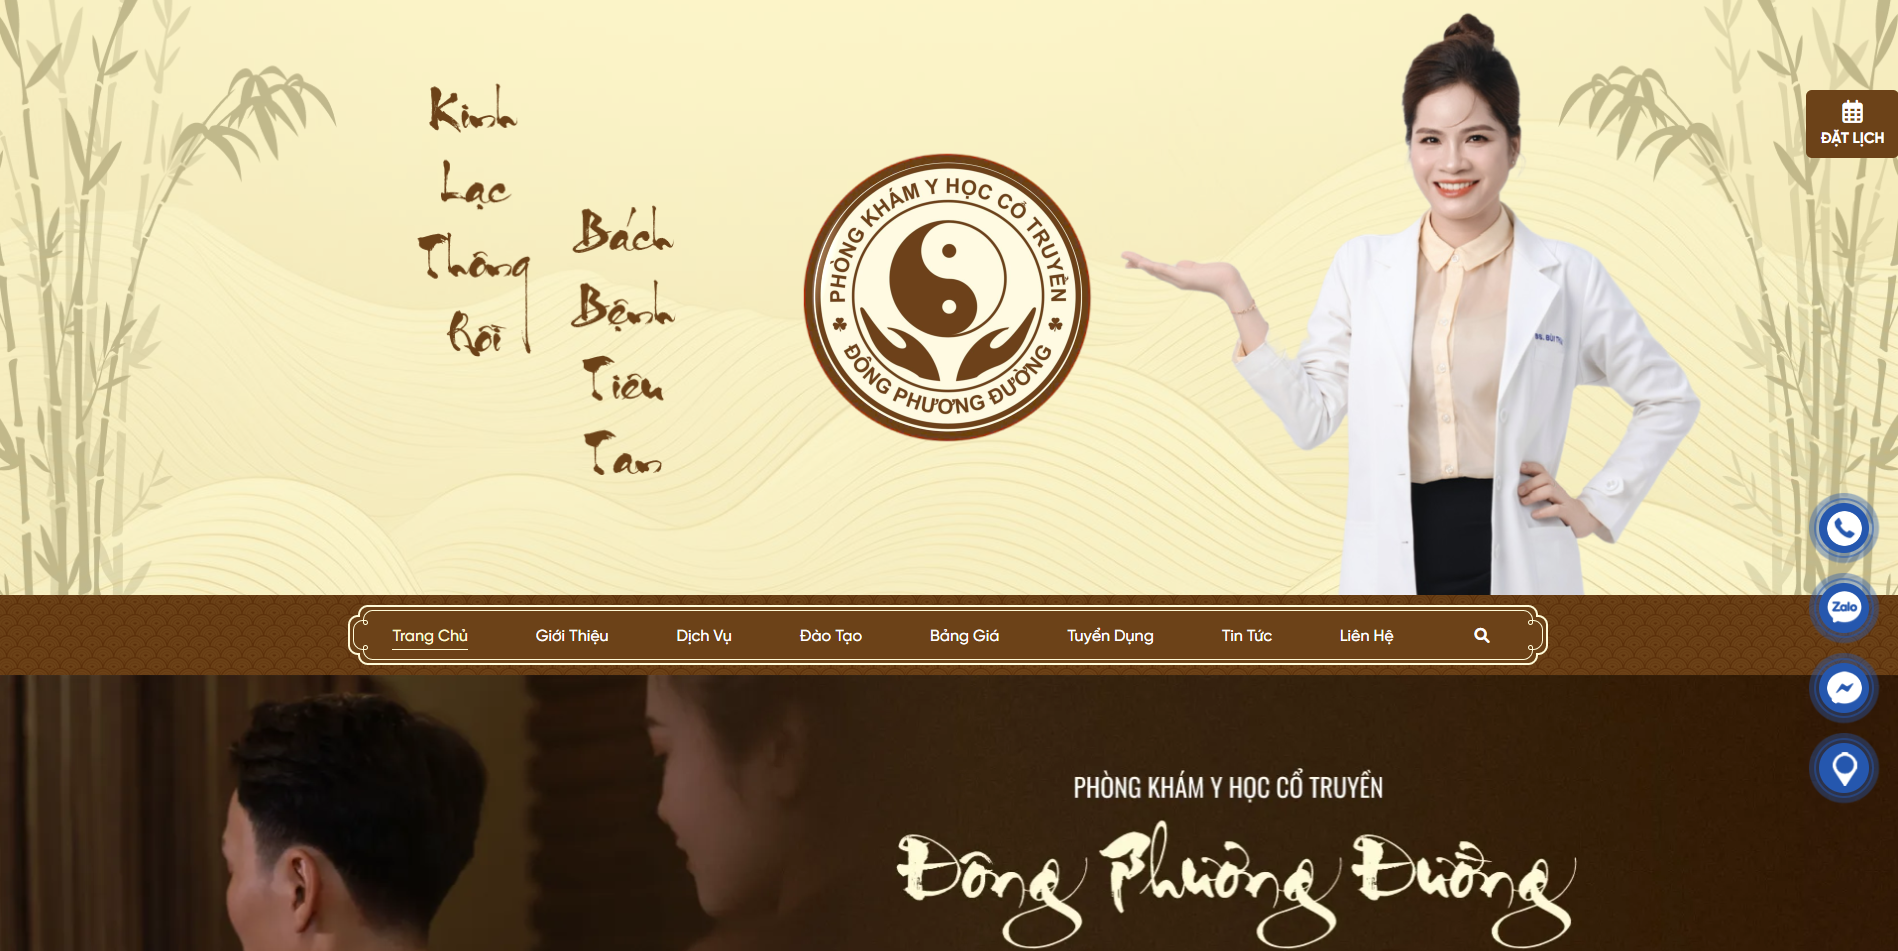 Kinh
Lạc
Thông
Rồi
Bách
Bệnh
Tiêu
Tan
PHÒNG KHÁM Y HỌC CỔ TRUYỀN
ĐÔNG PHƯƠNG ĐƯỜNG
BS. BÙI
ĐẶT LỊCH
Zalo
Trang Chủ Giới Thiệu Dịch Vụ Đào Tạo Bảng Giá Tuyển Dụng Tin Tức Liên Hệ
PHÒNG KHÁM Y HỌC CỔ TRUYỀN
Đông Phương Đường